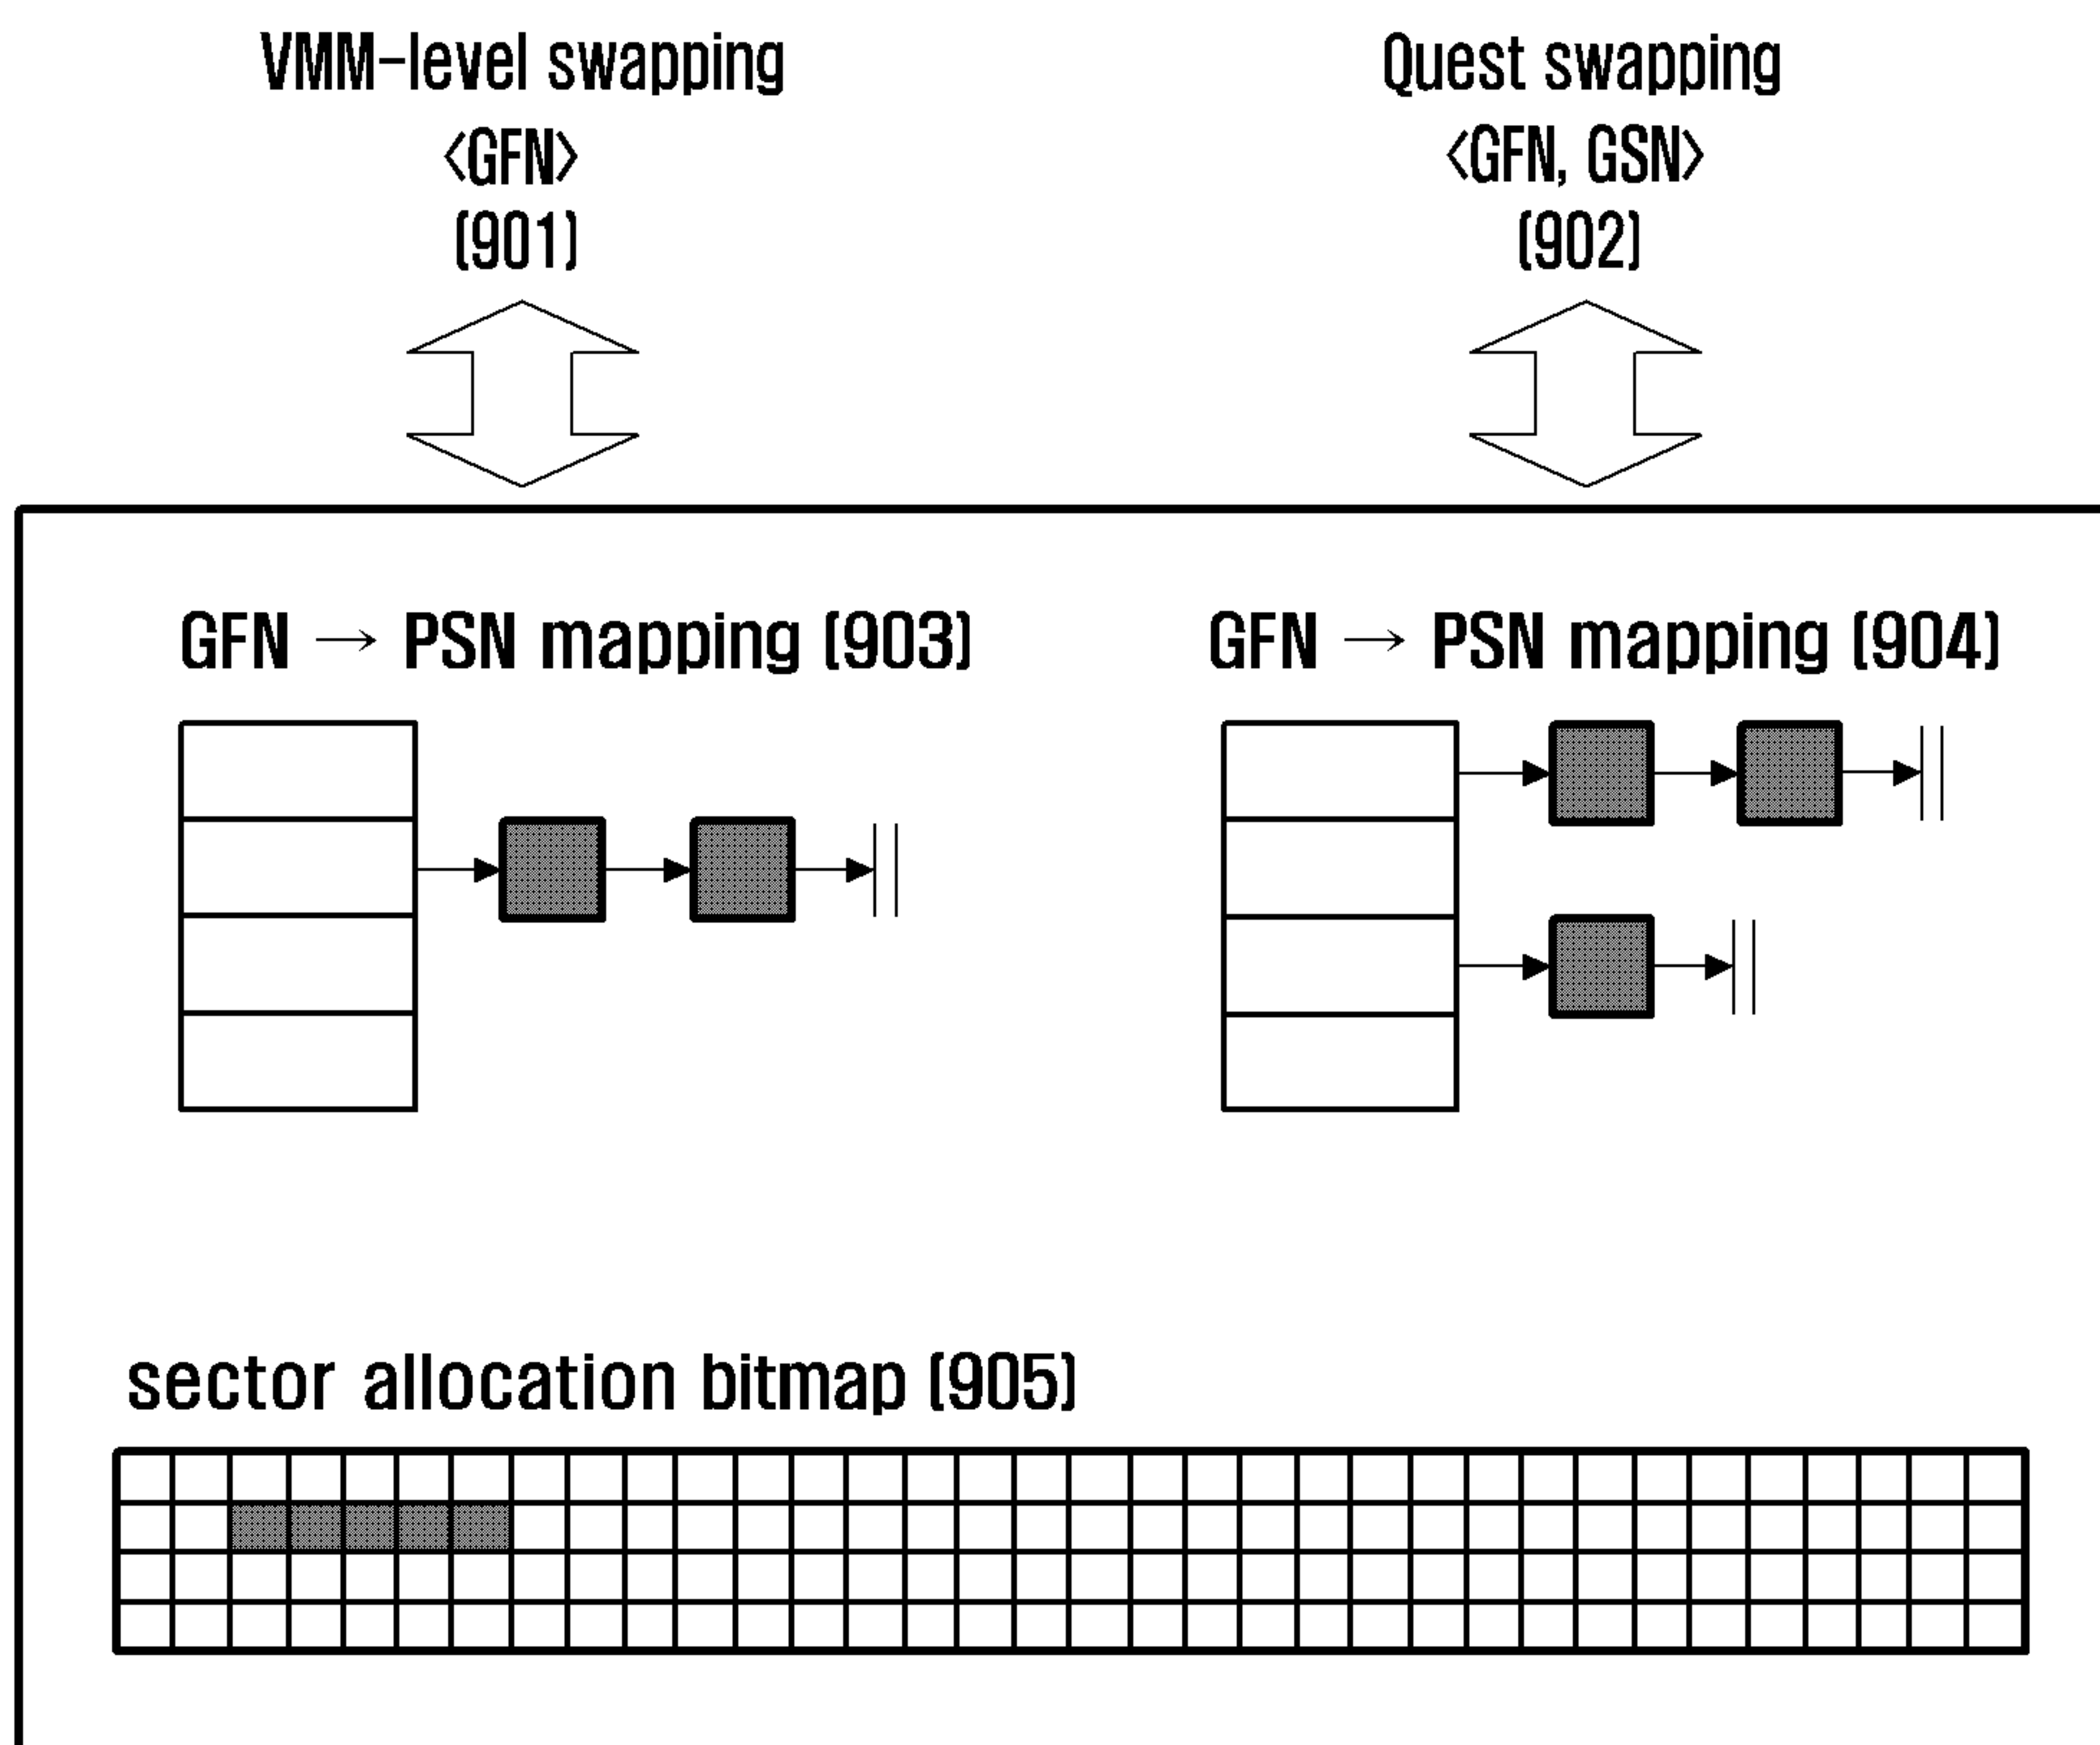 VMM-level swapping
<GFN>
(901)
Quest swapping
<GFN, GSN>
(902)
GFN → PSN mapping (903)
GFN → PSN mapping (904)
sector allocation bitmap (905)